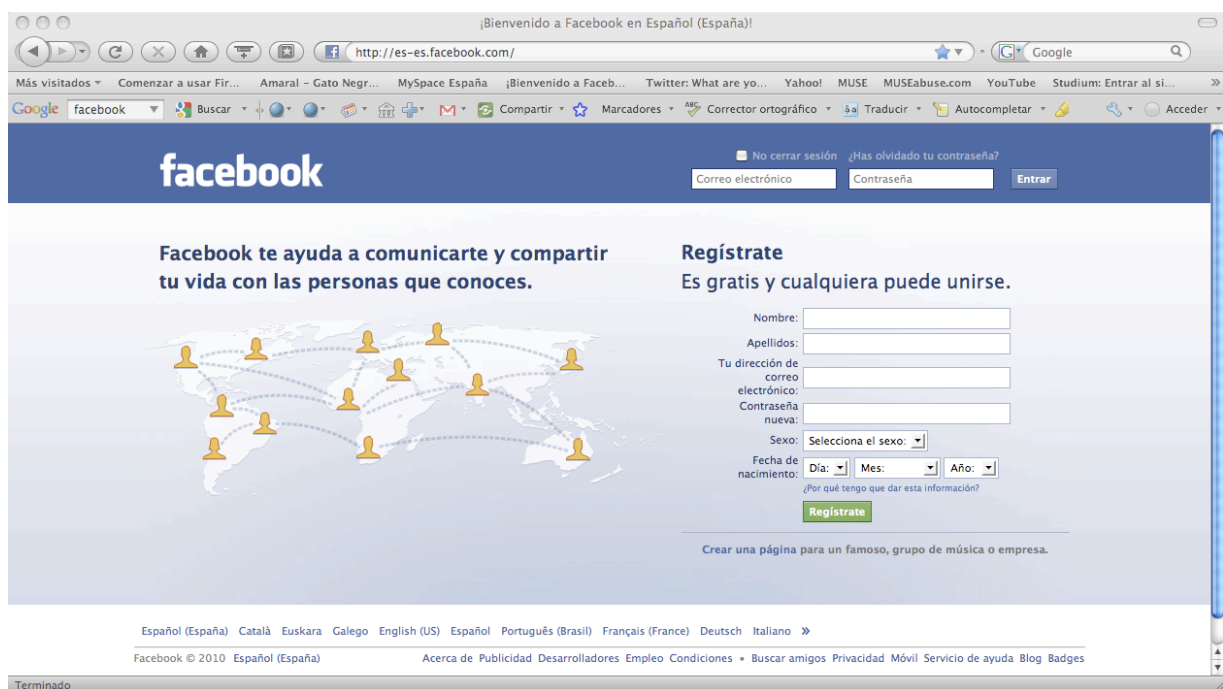 ¡Bienvenido a Facebook en Español (España)!
http://es-es.facebook.com/ Google
Más visitados Comenzar a usar Fir... Amaral – Gato Negr... MySpace España ¡Bienvenido a Faceb... Twitter: What are yo... Yahoo! MUSE MUSEabuse.com YouTube Studium: Entrar al si... »
Google facebook Buscar Compartir Marcadores Corrector ortográfico Traducir Autocompletar Acceder
facebook
No cerrar sesión ¿Has olvidado tu contraseña?
Correo electrónico Contraseña Entrar
Facebook te ayuda a comunicarte y compartir
tu vida con las personas que conoces.
Regístrate
Es gratis y cualquiera puede unirse.
Nombre:
Apellidos:
Tu dirección de
correo
electrónico:
Contraseña
nueva:
Sexo: Selecciona el sexo:
Fecha de
nacimiento: Día: Mes: Año:
¿Por qué tengo que dar esta información?
Regístrate
Crear una página para un famoso, grupo de música o empresa.
Español (España) Català Euskara Galego English (US) Español Português (Brasil) Français (France) Deutsch Italiano »
Facebook © 2010 Español (España) Acerca de Publicidad Desarrolladores Empleo Condiciones • Buscar amigos Privacidad Móvil Servicio de ayuda Blog Badges
Terminado